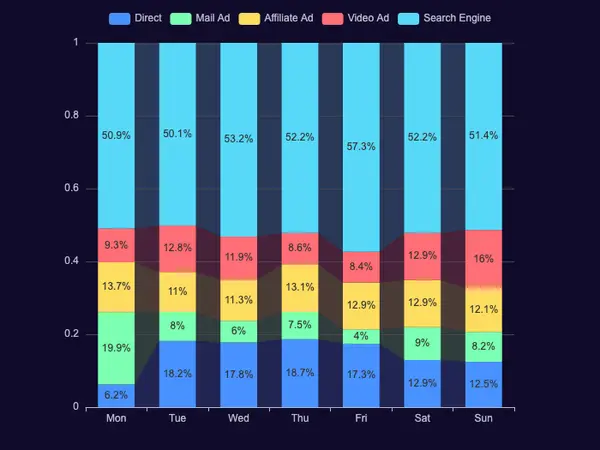 Direct Mail Ad Affiliate Ad Video Ad Search Engine
1
50.9% 50.1% 53.2% 52.2% 57.3% 52.2% 51.4%
0.8
0.6
9.3% 12.8% 11.9% 8.6% 8.4% 12.9% 16%
0.4
13.7% 11% 11.3% 13.1% 12.9% 12.9% 12.1%
19.9% 8% 6% 7.5% 4% 9% 8.2%
0.2
6.2% 18.2% 17.8% 18.7% 17.3% 12.9% 12.5%
0
Mon Tue Wed Thu Fri Sat Sun